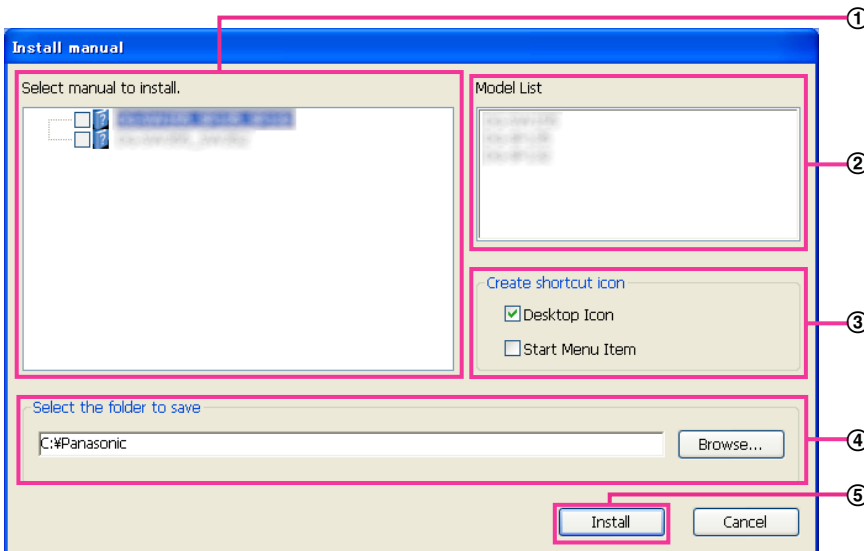 ①
Install manual
Select manual to install.
Model List
②
Create shortcut icon
Desktop Icon
③
Start Menu Item
Select the folder to save
C:¥Panasonic
Browse...
④
⑤
Install
Cancel